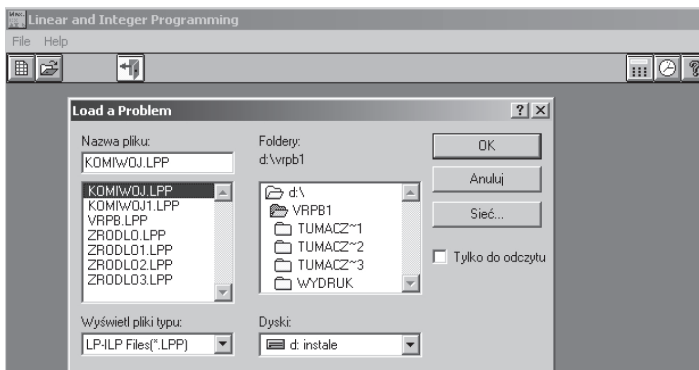 Linear and Integer Programming
File Help
Load a Problem
Nazwa pliku:
KOMIWOJ.LPP
KOMIWOJ.LPP
KOMIWOJ1.LPP
VRPB.LPP
ZRODLO.LPP
ZRODLO1.LPP
ZRODLO2.LPP
ZRODLO3.LPP
Wyświetl pliki typu:
LP-ILP Files(*.LPP)
Foldery:
d:\vrpb1
d:\
VRPB1
TUMACZ~1
TUMACZ~2
TUMACZ~3
WYDRUK
Dyski:
d: instale
OK
Anuluj
Sieć...
Tylko do odczytu